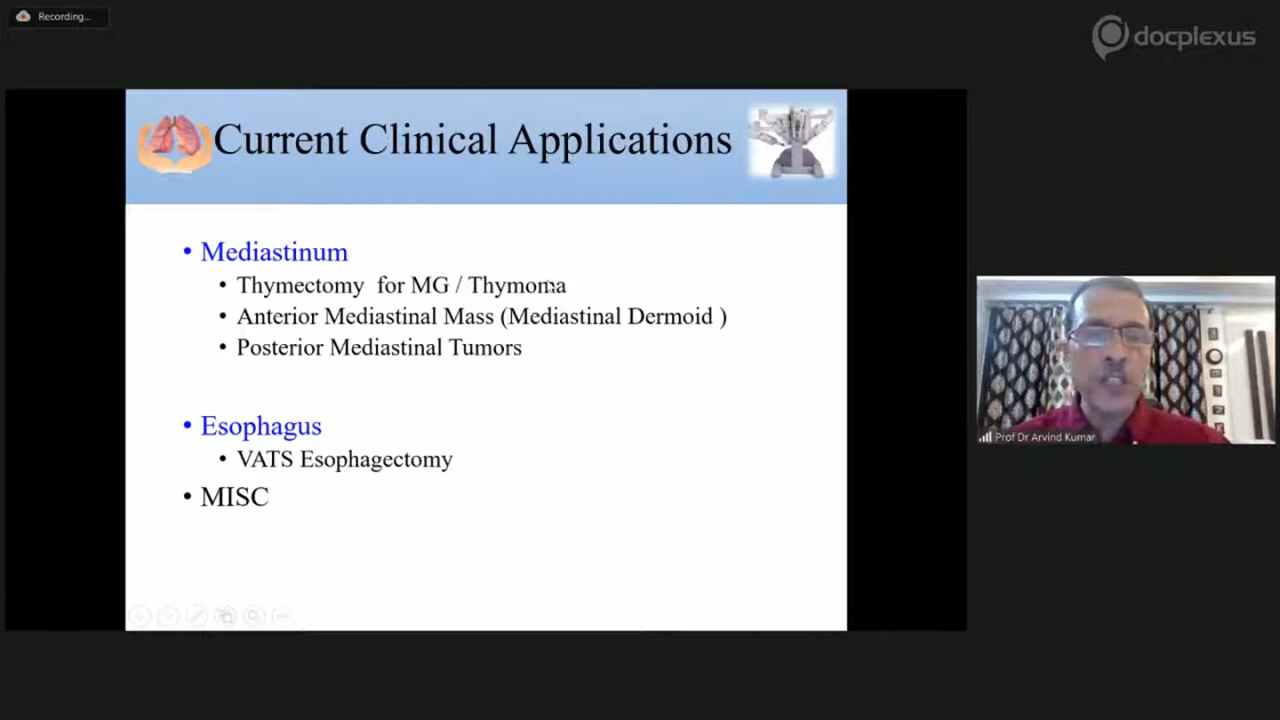 Recording...
docplexus
Current Clinical Applications
• Mediastinum
• Thymectomy for MG / Thymoma
• Anterior Mediastinal Mass (Mediastinal Dermoid )
• Posterior Mediastinal Tumors
• Esophagus
• VATS Esophagectomy
• MISC
Prof Dr Arvind Kumar